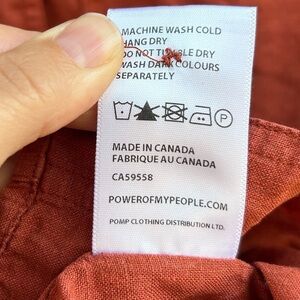 MACHINE WASH COLD
HANG DRY
DO NOT TUMBLE DRY
WASH DARK COLOURS
SEPARATELY
P
MADE IN CANADA
FABRIQUE AU CANADA
CA59558
POWEROFMYPEOPLE.COM
POMP CLOTHING DISTRIBUTION LTD.